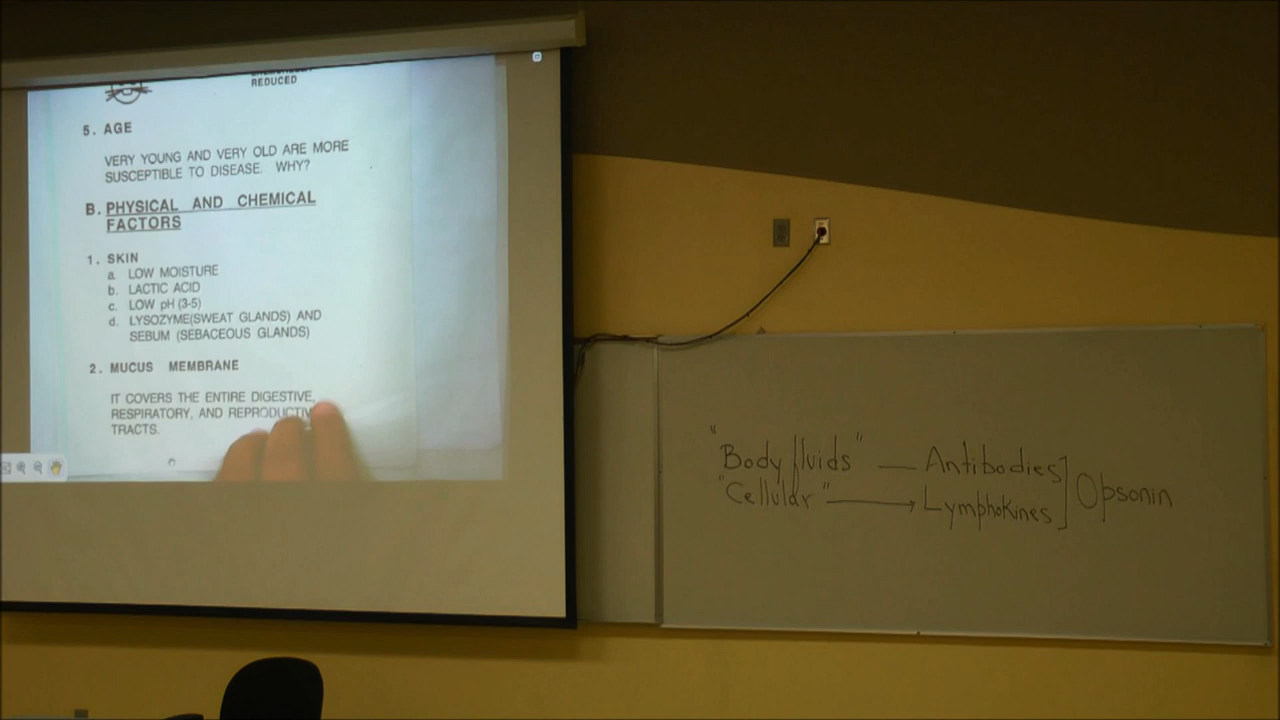 REDUCED
5. AGE
VERY YOUNG AND VERY OLD ARE MORE
SUSCEPTIBLE TO DISEASE. WHY?
B. PHYSICAL AND CHEMICAL
FACTORS
1. SKIN
a. LOW MOISTURE
b. LACTIC ACID
c. LOW pH (3-5)
d. LYSOZYME(SWEAT GLANDS) AND
SEBUM (SEBACEOUS GLANDS)
2. MUCUS MEMBRANE
IT COVERS THE ENTIRE DIGESTIVE,
RESPIRATORY, AND REPRODUCTIV
TRACTS.
"Body fluids" — Antibodies
"Cellular" → Lymphokines
] Opsonin